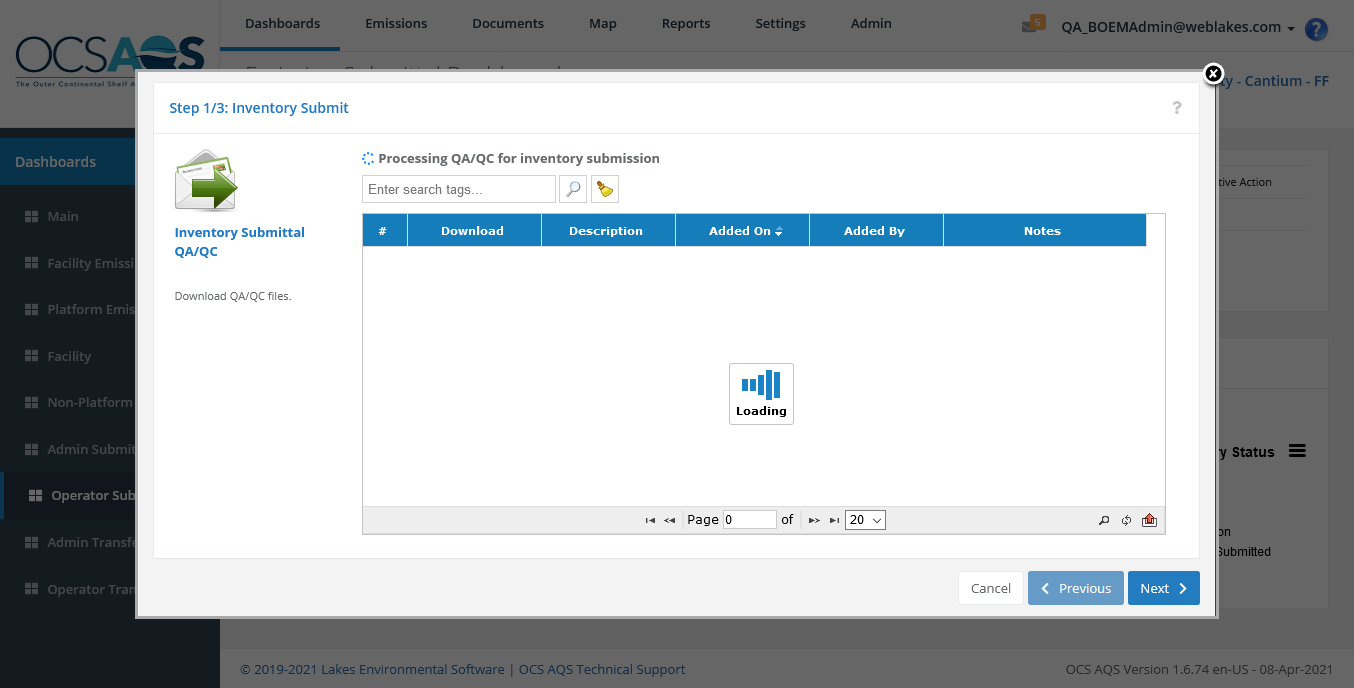 Dashboards Emissions Documents Map Reports Settings Admin
5 QA_BOEMAdmin@weblakes.com ?
OCSAQS
The Outer Continental Shelf A
ty - Cantium - FF
Step 1/3: Inventory Submit ?
Dashboards
Main
Facility Emissi
Platform Emis
Facility
Non-Platform
Admin Submit
Operator Sub
Admin Transfe
Operator Tran
Inventory Submittal
QA/QC
Download QA/QC files.
Processing QA/QC for inventory submission
Enter search tags...
# Download Description Added On Added By Notes
Loading
Page 0 of 20
Cancel Previous Next
tive Action
ry Status
on
Submitted
© 2019-2021 Lakes Environmental Software | OCS AQS Technical Support
OCS AQS Version 1.6.74 en-US - 08-Apr-2021